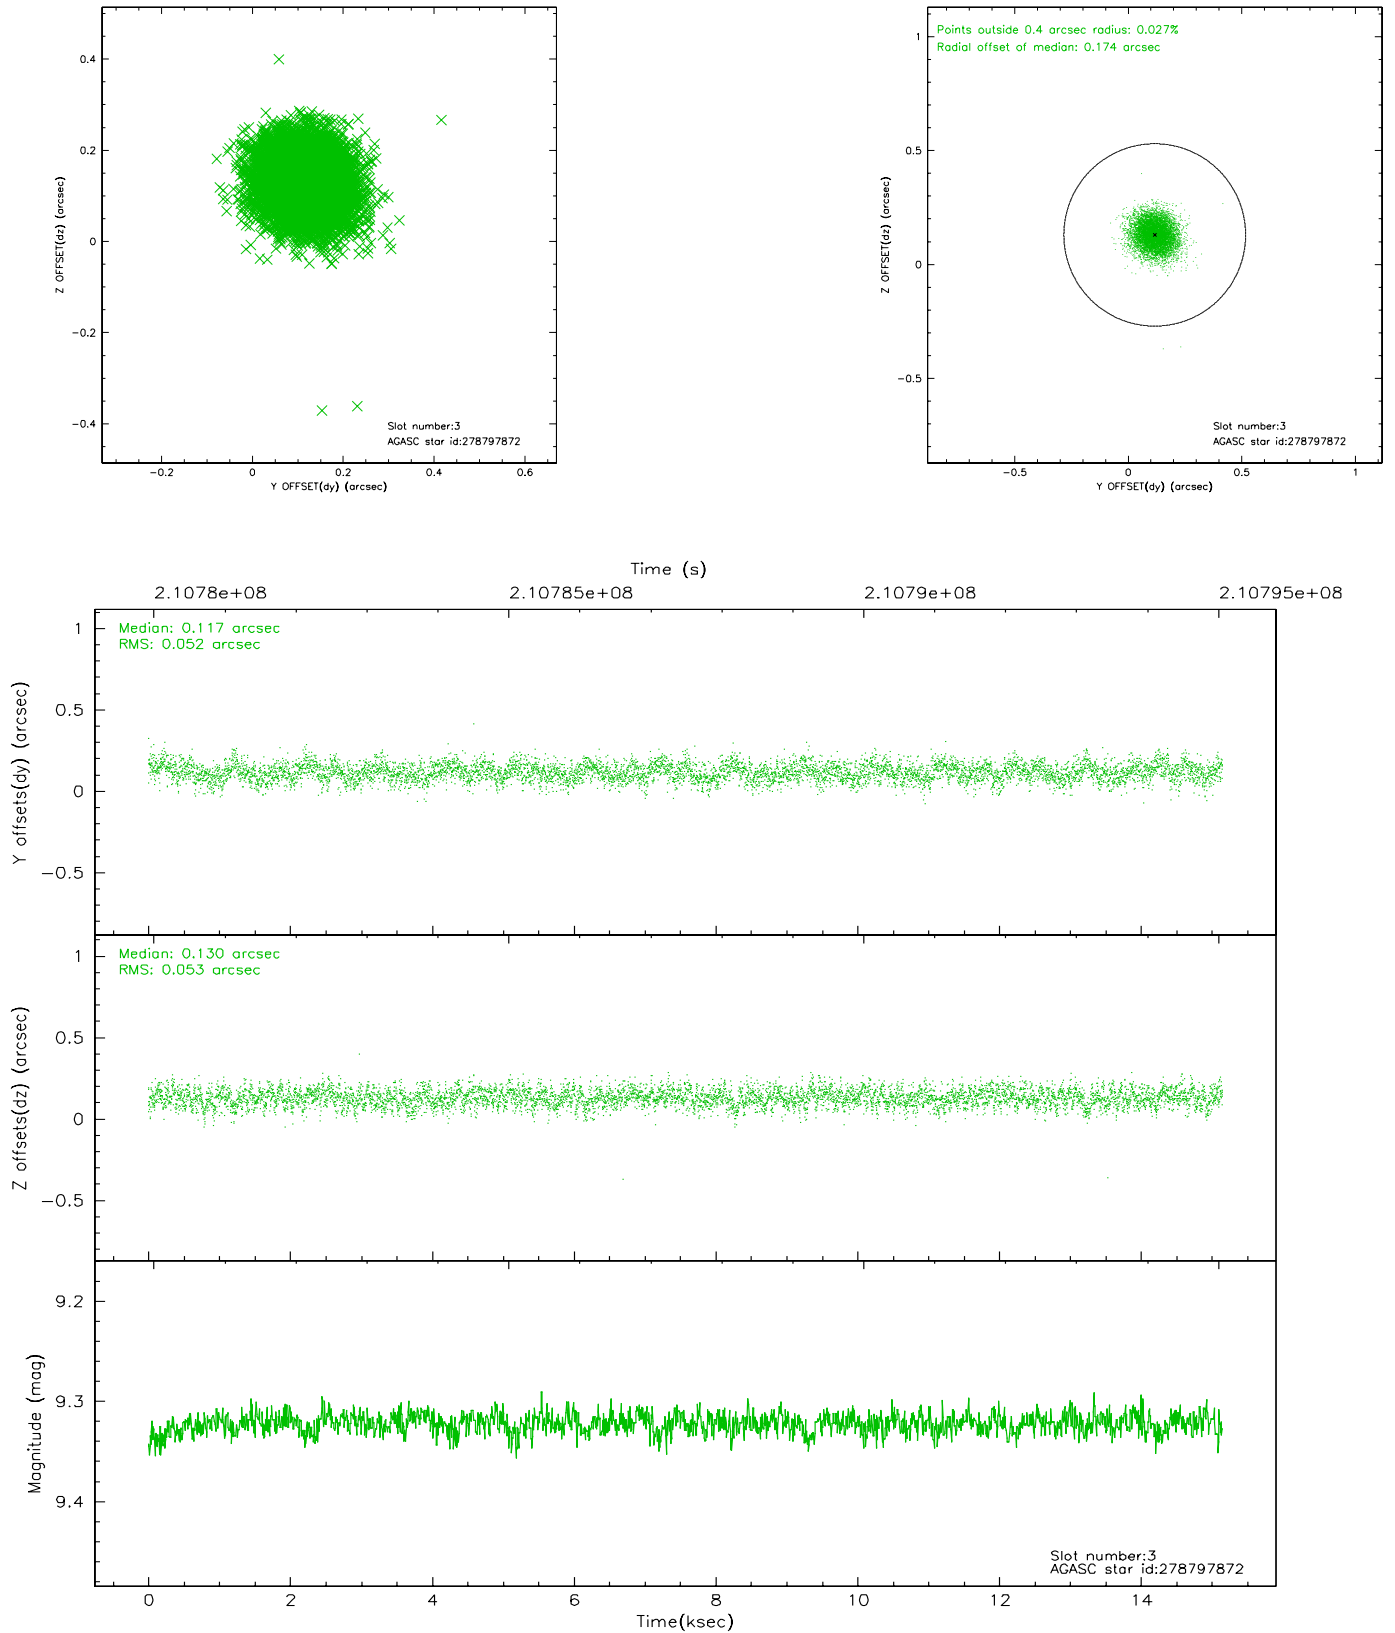 0.4
0.2
0
−0.2
−0.4
Z OFFSET(dz) (arcsec)
Slot number:3
AGASC star id:278797872
−0.2 0 0.2 0.4 0.6
Y OFFSET(dy) (arcsec)
Points outside 0.4 arcsec radius: 0.027%
Radial offset of median: 0.174 arcsec
1
0.5
0
−0.5
Z OFFSET(dz) (arcsec)
Slot number:3
AGASC star id:278797872
−0.5 0 0.5 1
Y OFFSET(dy) (arcsec)
Time (s)
2.1078e+08 2.10785e+08 2.1079e+08 2.10795e+08
Median: 0.117 arcsec
RMS: 0.052 arcsec
1
0.5
0
−0.5
Y offsets(dy) (arcsec)
Median: 0.130 arcsec
RMS: 0.053 arcsec
1
0.5
0
−0.5
Z offsets(dz) (arcsec)
9.2
9.3
9.4
Magnitude (mag)
Slot number:3
AGASC star id:278797872
0 2 4 6 8 10 12 14
Time(ksec)